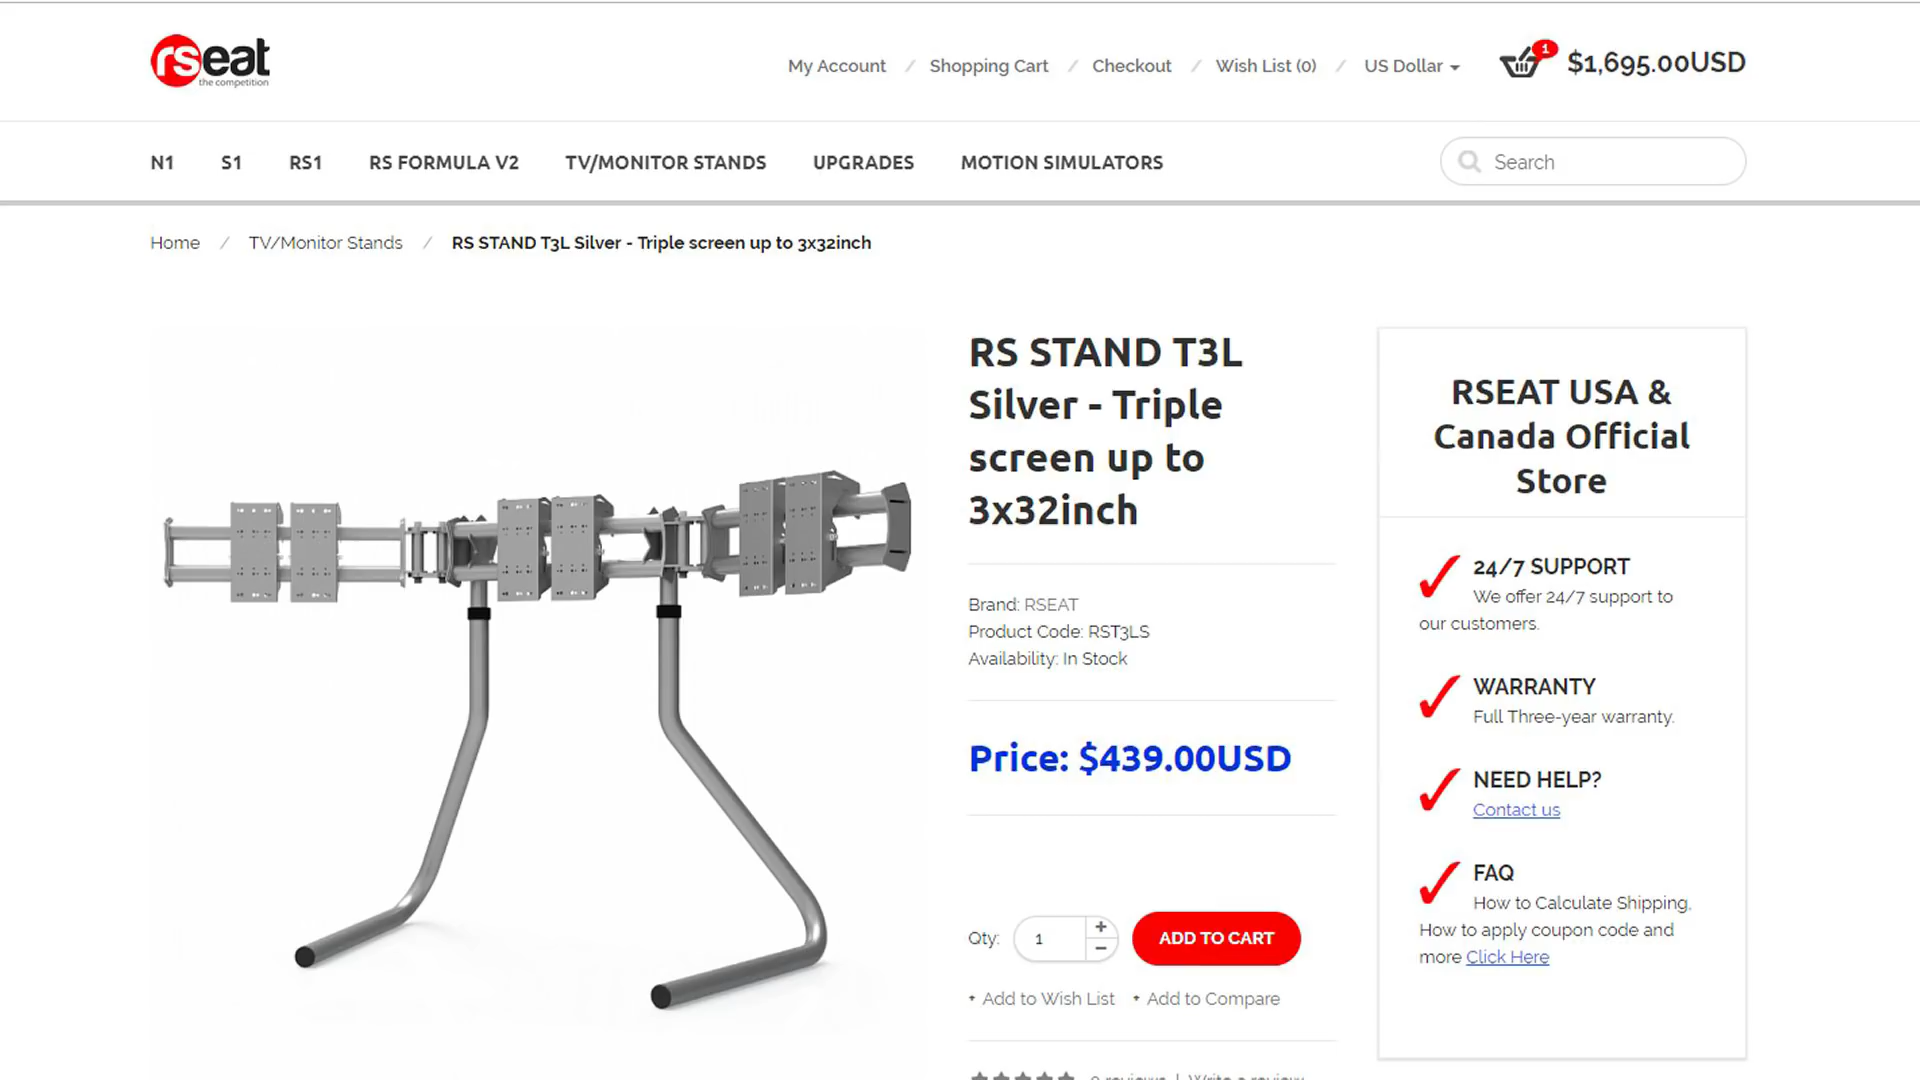 rseat
the competition
My Account / Shopping Cart / Checkout / Wish List (0) / US Dollar
1
$1,695.00USD
N1 S1 RS1 RS FORMULA V2 TV/MONITOR STANDS UPGRADES MOTION SIMULATORS
Search
Home / TV/Monitor Stands / RS STAND T3L Silver - Triple screen up to 3x32inch
RS STAND T3L
Silver - Triple
screen up to
3x32inch
Brand: RSEAT
Product Code: RST3LS
Availability: In Stock
Price: $439.00USD
Qty: 1 + −
ADD TO CART
+ Add to Wish List + Add to Compare
0 reviews | Write a review
RSEAT USA &
Canada Official
Store
24/7 SUPPORT
We offer 24/7 support to
our customers.
WARRANTY
Full Three-year warranty.
NEED HELP?
Contact us
FAQ
How to Calculate Shipping,
How to apply coupon code and
more Click Here